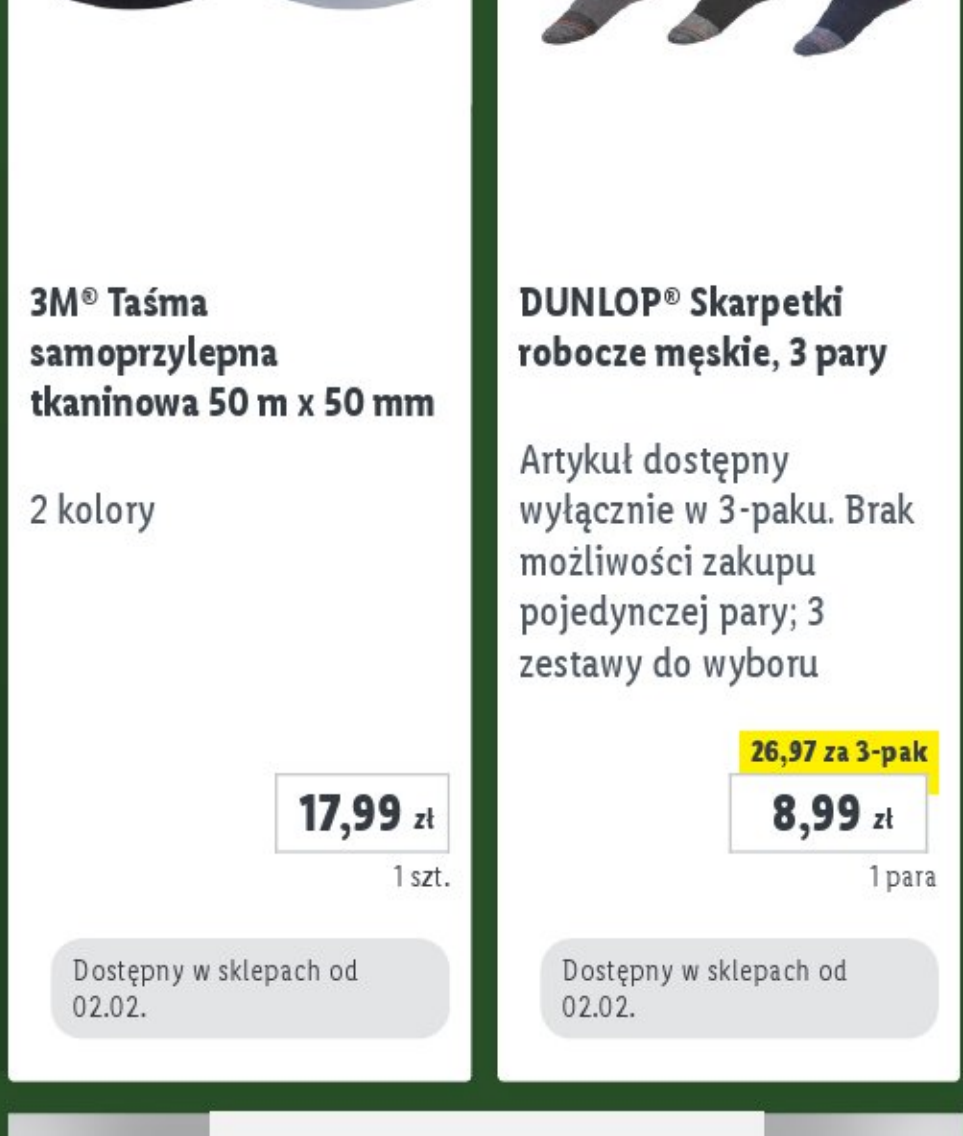 3M® Taśma
samoprzylepna
tkaninowa 50 m x 50 mm
2 kolory
17,99 zł
1 szt.
Dostępny w sklepach od
02.02.
DUNLOP® Skarpetki
robocze męskie, 3 pary
Artykuł dostępny
wyłącznie w 3-paku. Brak
możliwości zakupu
pojedynczej pary; 3
zestawy do wyboru
26,97 za 3-pak
8,99 zł
1 para
Dostępny w sklepach od
02.02.